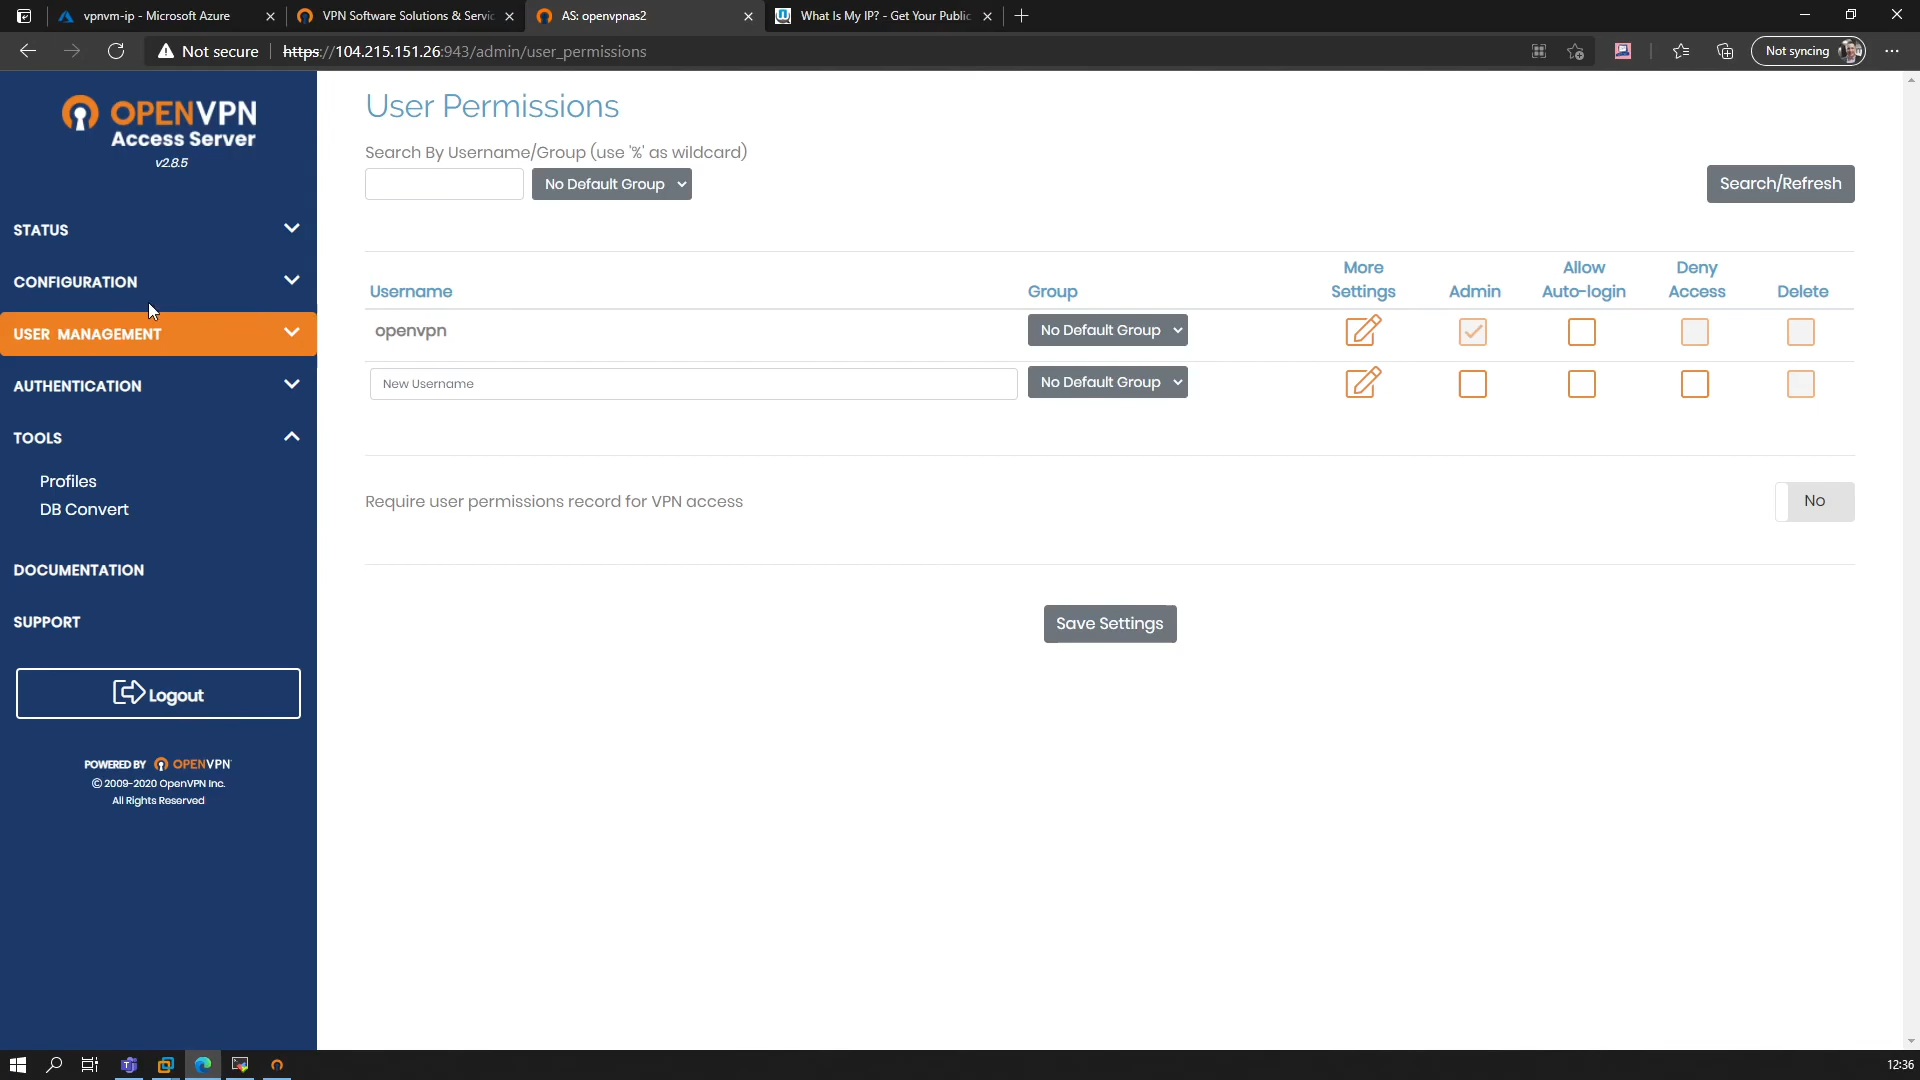 vpnvm-ip - Microsoft Azure
VPN Software Solutions & Servic
AS: openvpnas2
What Is My IP? - Get Your Public
Not secure
https://104.215.151.26:943/admin/user_permissions
Not syncing
OPENVPN
Access Server
v2.8.5
STATUS
CONFIGURATION
USER MANAGEMENT
AUTHENTICATION
TOOLS
Profiles
DB Convert
DOCUMENTATION
SUPPORT
Logout
POWERED BY OPENVPN
© 2009-2020 OpenVPN Inc.
All Rights Reserved
User Permissions
Search By Username/Group (use '%' as wildcard)
No Default Group
Search/Refresh
Username
Group
More Settings
Admin
Allow Auto-login
Deny Access
Delete
openvpn
No Default Group
New Username
No Default Group
Require user permissions record for VPN access
No
Save Settings
12:36